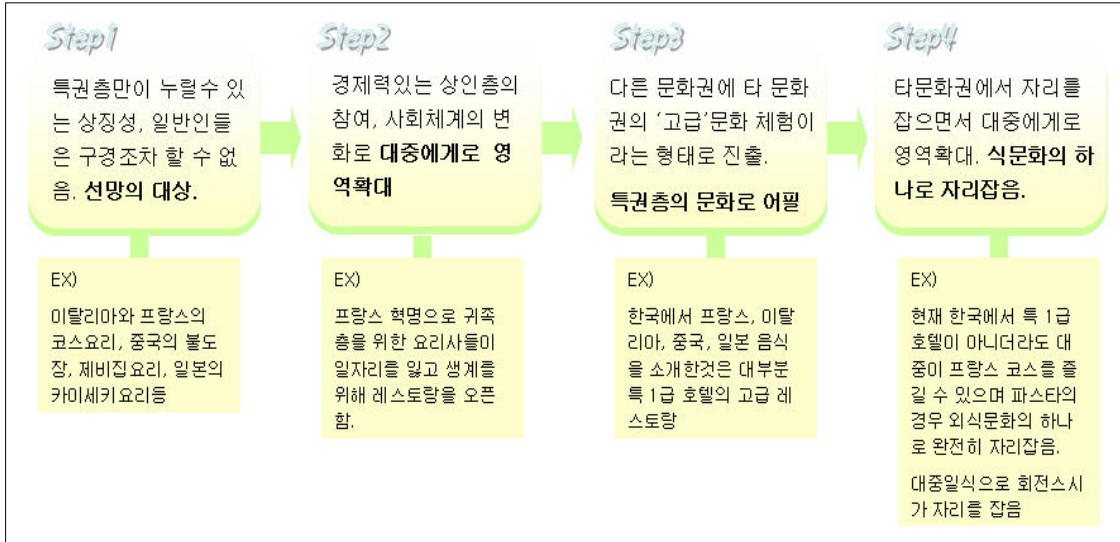 Step1
특권층만이 누릴수 있
는 상징성, 일반인들
은 구경조차 할 수 없
음. 선망의 대상.
EX)
이탈리아와 프랑스의
코스요리, 중국의 불도
장, 제비집요리, 일본의
카이세키요리등
Step2
경제력있는 상인층의
참여, 사회체계의 변
화로 대중에게로 영
역확대
EX)
프랑스 혁명으로 귀족
층을 위한 요리사들이
일자리를 잃고 생계를
위해 레스토랑을 오픈
함.
Step3
다른 문화권에 타 문화
권의 '고급'문화 체험이
라는 형태로 진출.
특권층의 문화로 어필
EX)
한국에서 프랑스, 이탈
리아, 중국, 일본 음식
을 소개한것은 대부분
특1급 호텔의 고급 레
스토랑
Step4
타문화권에서 자리를
잡으면서 대중에게로
영역확대. 식문화의 하
나로 자리잡음.
EX)
현재 한국에서 특 1급
호텔이 아니더라도 대
중이 프랑스 코스를 즐
길 수 있으며 파스타의
경우 외식문화의 하나
로 완전히 자리잡음.
대중일식으로 회전스시
가 자리를 잡음